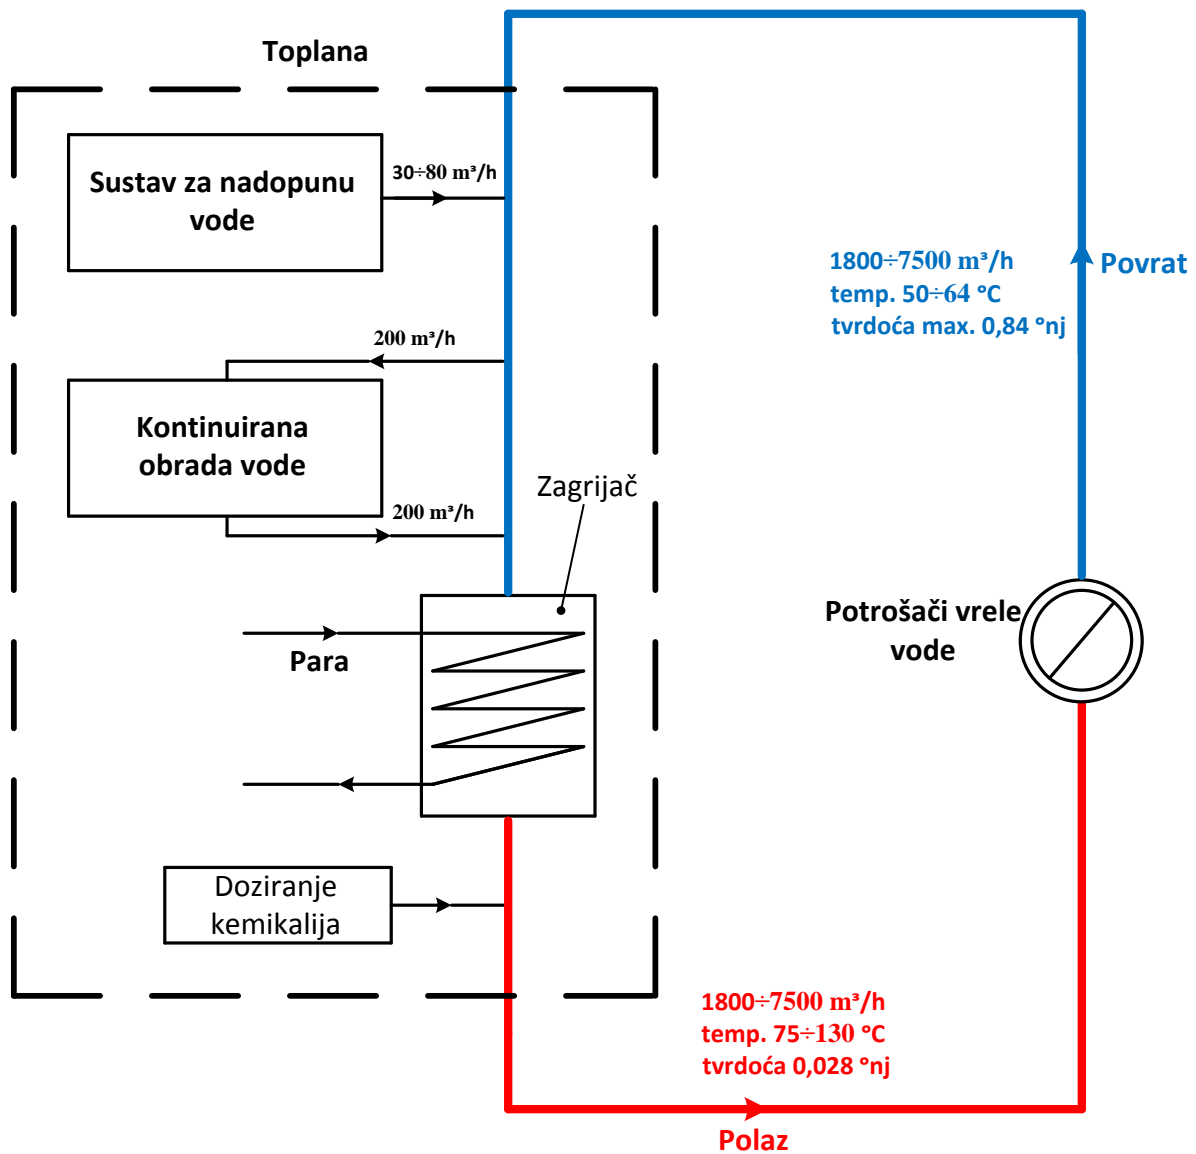 Toplana
Sustav za nadopunu
vode
30÷80 m³/h
1800÷7500 m³/h
temp. 50÷64 °C
tvrdoća max. 0,84 °nj
Povrat
200 m³/h
Kontinuirana
obrada vode
200 m³/h
Zagrijač
Para
Potrošači vrele
vode
Doziranje
kemikalija
1800÷7500 m³/h
temp. 75÷130 °C
tvrdoća 0,028 °nj
Polaz